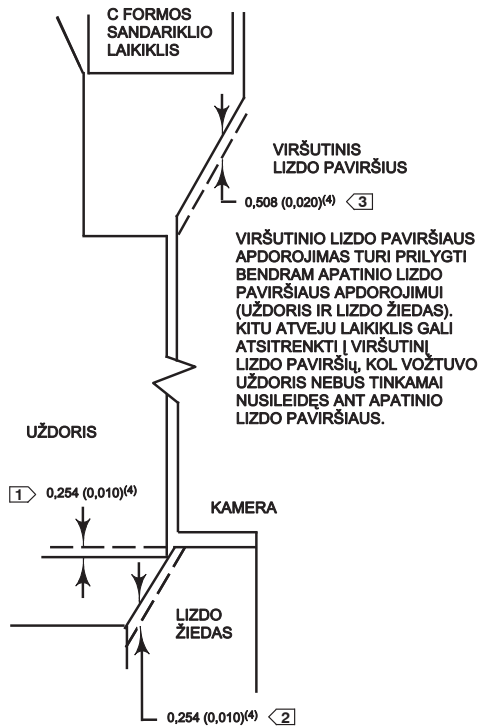 C FORMOS
SANDARIKLIO
LAIKIKLIS
VIRŠUTINIS
LIZDO PAVIRŠIUS
0,508 (0,020)(4) 3
VIRŠUTINIO LIZDO PAVIRŠIAUS
APDOROJIMAS TURI PRILYGTI
BENDRAM APATINIO LIZDO
PAVIRŠIAUS APDOROJIMUI
(UŽDORIS IR LIZDO ŽIEDAS).
KITU ATVEJU LAIKIKLIS GALI
ATSITRENKTI Į VIRŠUTINĮ
LIZDO PAVIRŠIų, KOL VOŽTUVO
UŽDORIS NEBUS TINKAMAI
NUSILEIDĘS ANT APATINIO
LIZDO PAVIRŠIAUS.
UŽDORIS
1 0,254 (0,010)(4)
KAMERA
LIZDO
ŽIEDAS
0,254 (0,010)(4) 2